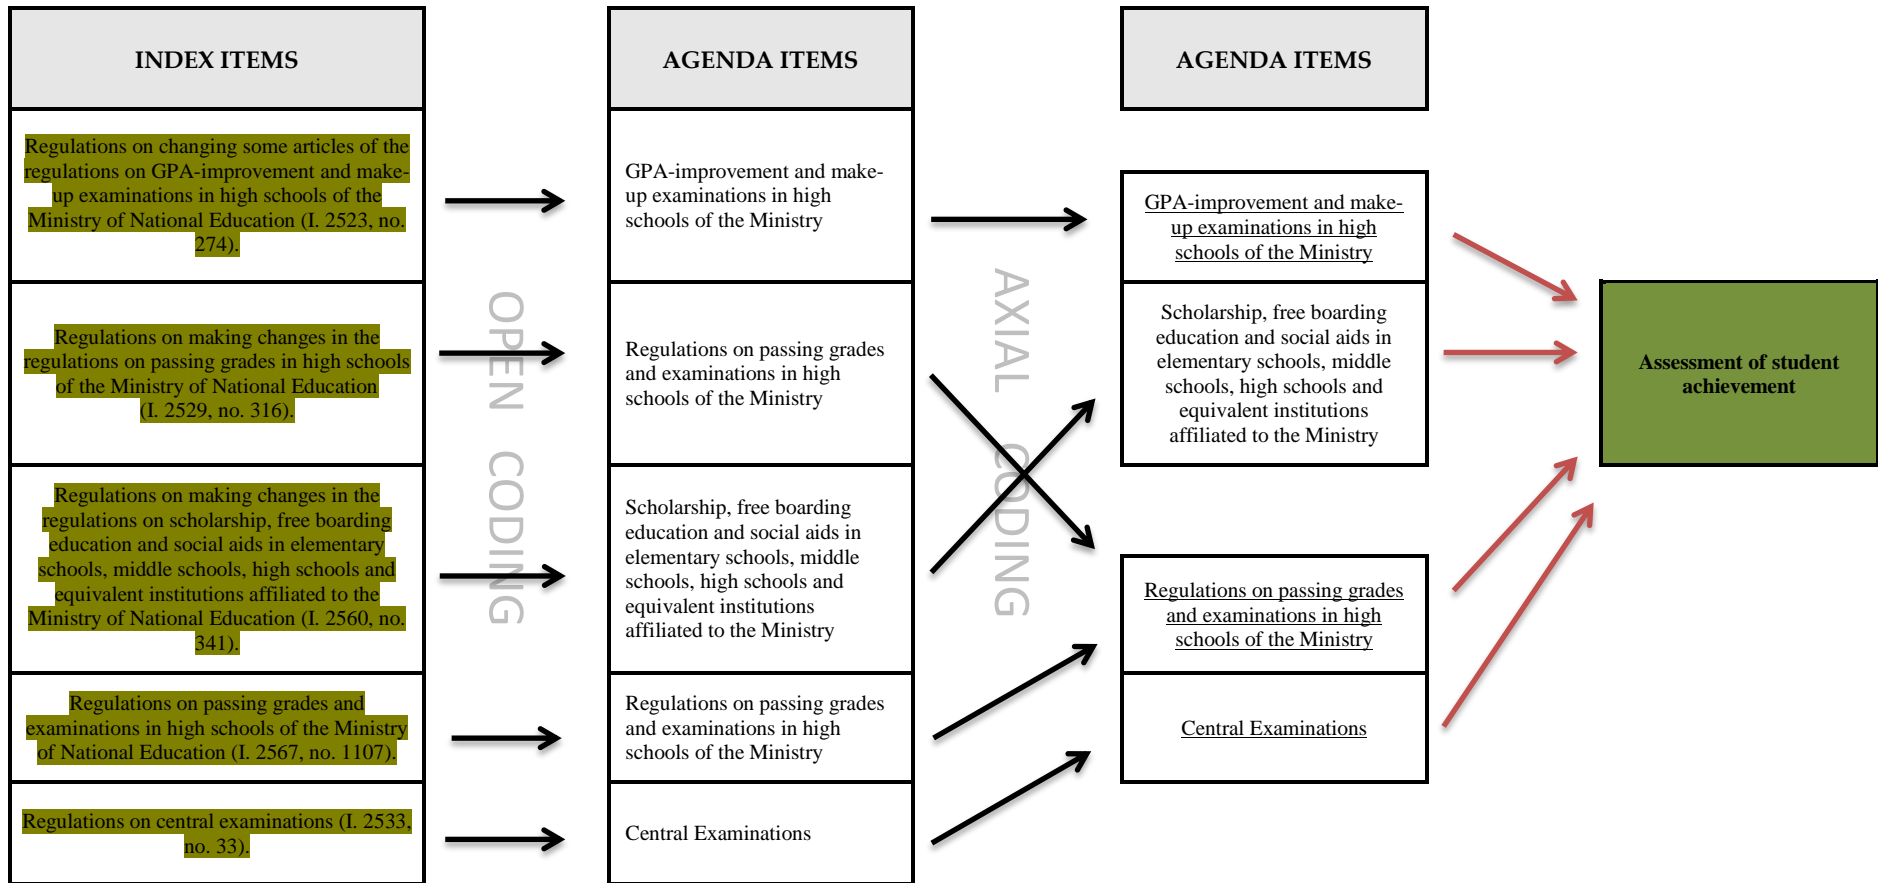 INDEX ITEMS
Regulations on changing some articles of the
regulations on GPA-improvement and make-
up examinations in high schools of the
Ministry of National Education (I. 2523, no.
274).
Regulations on making changes in the
regulations on passing grades in high schools
of the Ministry of National Education
(I. 2529, no. 316).
Regulations on making changes in the
regulations on scholarship, free boarding
education and social aids in elementary
schools, middle schools, high schools and
equivalent institutions affiliated to the
Ministry of National Education (I. 2560, no.
341).
Regulations on passing grades and
examinations in high schools of the Ministry
of National Education (I. 2567, no. 1107).
Regulations on central examinations (I. 2533,
no. 33).
OPEN CODING
AGENDA ITEMS
GPA-improvement and make-
up examinations in high
schools of the Ministry
Regulations on passing grades
and examinations in high
schools of the Ministry
Scholarship, free boarding
education and social aids in
elementary schools, middle
schools, high schools and
equivalent institutions
affiliated to the Ministry
Regulations on passing grades
and examinations in high
schools of the Ministry
Central Examinations
AXIAL CODING
AGENDA ITEMS
GPA-improvement and make-
up examinations in high
schools of the Ministry
Scholarship, free boarding
education and social aids in
elementary schools, middle
schools, high schools and
equivalent institutions
affiliated to the Ministry
Regulations on passing grades
and examinations in high
schools of the Ministry
Central Examinations
Assessment of student
achievement